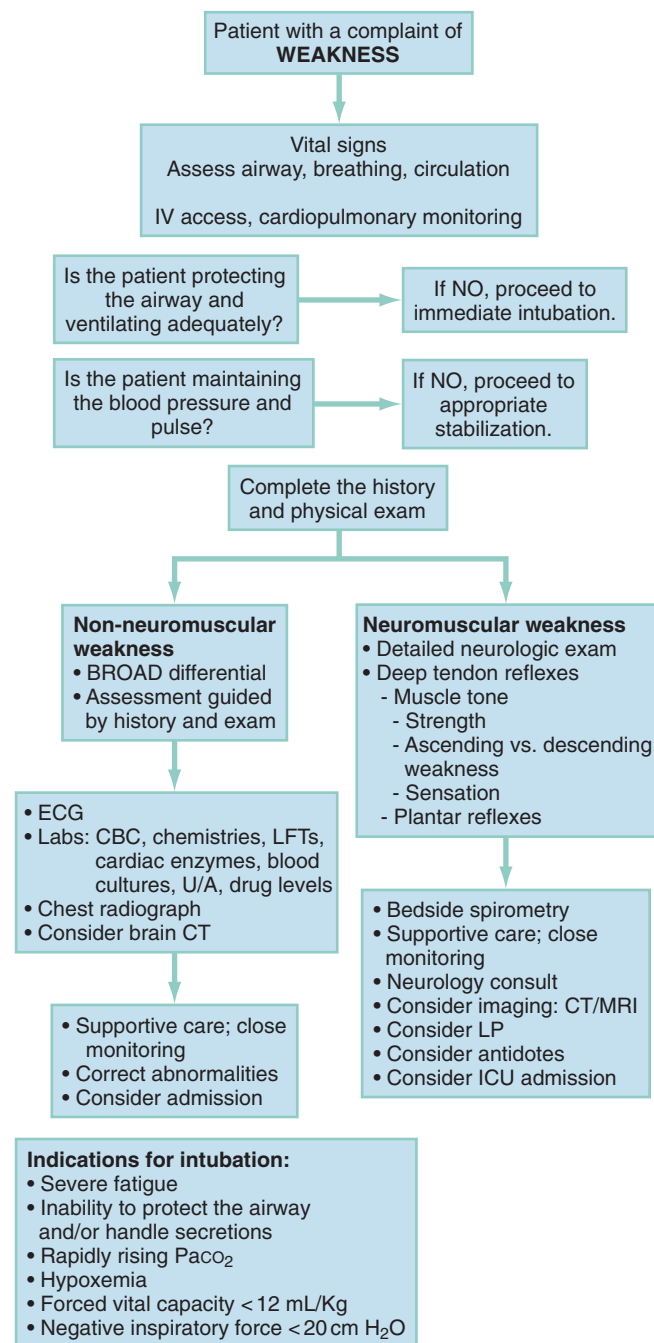 Patient with a complaint of
WEAKNESS
Vital signs
Assess airway, breathing, circulation
IV access, cardiopulmonary monitoring
Is the patient protecting
the airway and
ventilating adequately?
If NO, proceed to
immediate intubation.
Is the patient maintaining
the blood pressure and
pulse?
If NO, proceed to
appropriate
stabilization.
Complete the history
and physical exam
Non-neuromuscular
weakness
• BROAD differential
• Assessment guided
by history and exam
• ECG
• Labs: CBC, chemistries, LFTs,
cardiac enzymes, blood
cultures, U/A, drug levels
• Chest radiograph
• Consider brain CT
• Supportive care; close
monitoring
• Correct abnormalities
• Consider admission
Neuromuscular weakness
• Detailed neurologic exam
• Deep tendon reflexes
- Muscle tone
- Strength
- Ascending vs. descending
weakness
- Sensation
- Plantar reflexes
• Bedside spirometry
• Supportive care; close
monitoring
• Neurology consult
• Consider imaging: CT/MRI
• Consider LP
• Consider antidotes
• Consider ICU admission
Indications for intubation:
• Severe fatigue
• Inability to protect the airway
and/or handle secretions
• Rapidly rising PaCO₂
• Hypoxemia
• Forced vital capacity <12 mL/Kg
• Negative inspiratory force <20 cm H₂O